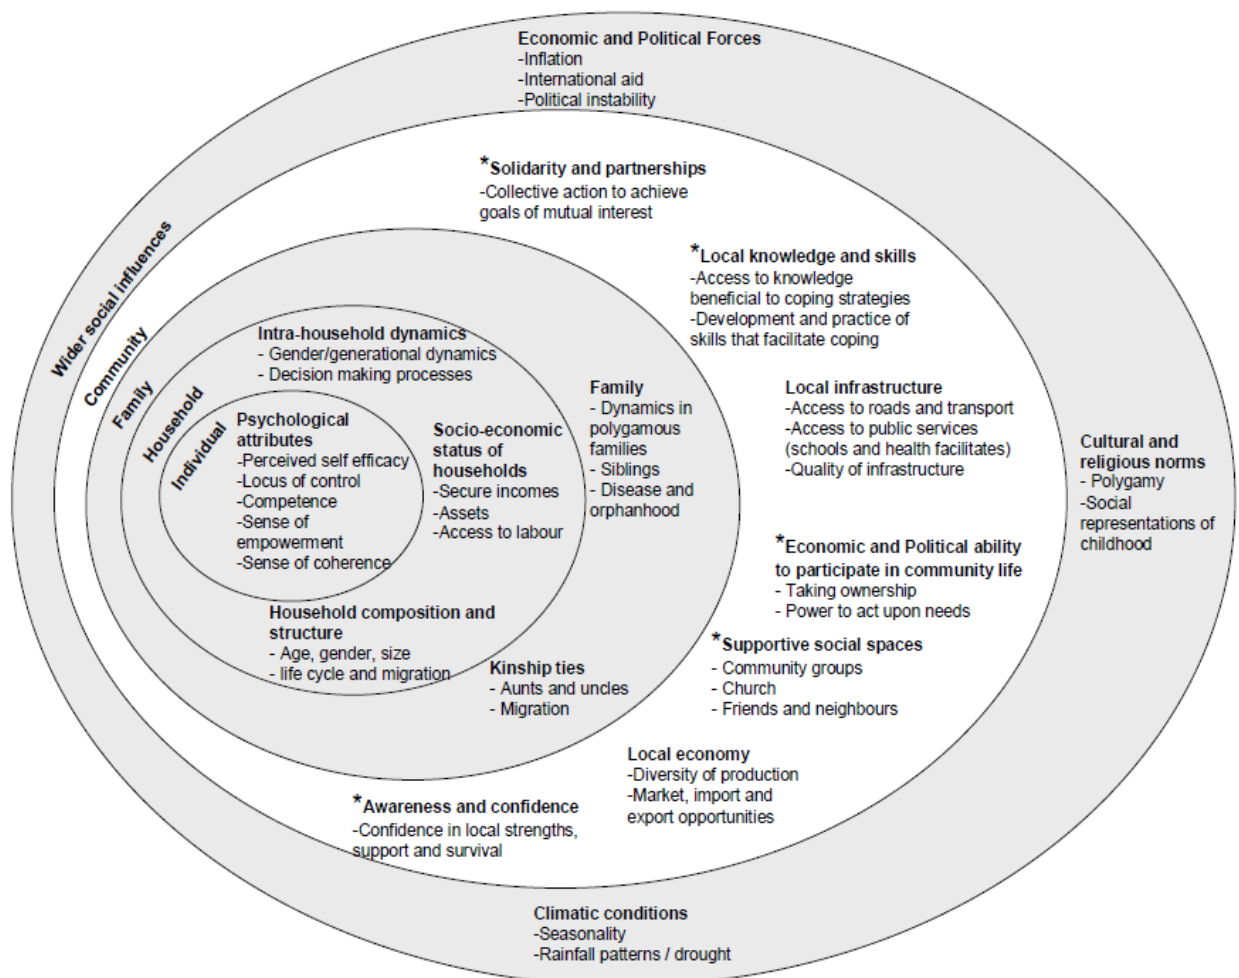 Economic and Political Forces
-Inflation
-International aid
-Political instability
*Solidarity and partnerships
-Collective action to achieve
goals of mutual interest
*Local knowledge and skills
-Access to knowledge
beneficial to coping strategies
-Development and practice of
skills that facilitate coping
Wider social influences
Community
Family
Household
Individual
Intra-household dynamics
- Gender/generational dynamics
- Decision making processes
Psychological
attributes
-Perceived self efficacy
-Locus of control
-Competence
-Sense of
empowerment
-Sense of coherence
Socio-economic
status of
households
-Secure incomes
-Assets
-Access to labour
Family
- Dynamics in
polygamous
families
- Siblings
- Disease and
orphanhood
Local infrastructure
-Access to roads and transport
-Access to public services
(schools and health facilitates)
-Quality of infrastructure
Cultural and
religious norms
- Polygamy
-Social
representations of
childhood
*Economic and Political ability
to participate in community life
- Taking ownership
- Power to act upon needs
Household composition and
structure
- Age, gender, size
- life cycle and migration
Kinship ties
- Aunts and uncles
- Migration
*Supportive social spaces
- Community groups
- Church
- Friends and neighbours
Local economy
-Diversity of production
-Market, import and
export opportunities
*Awareness and confidence
-Confidence in local strengths,
support and survival
Climatic conditions
-Seasonality
-Rainfall patterns / drought